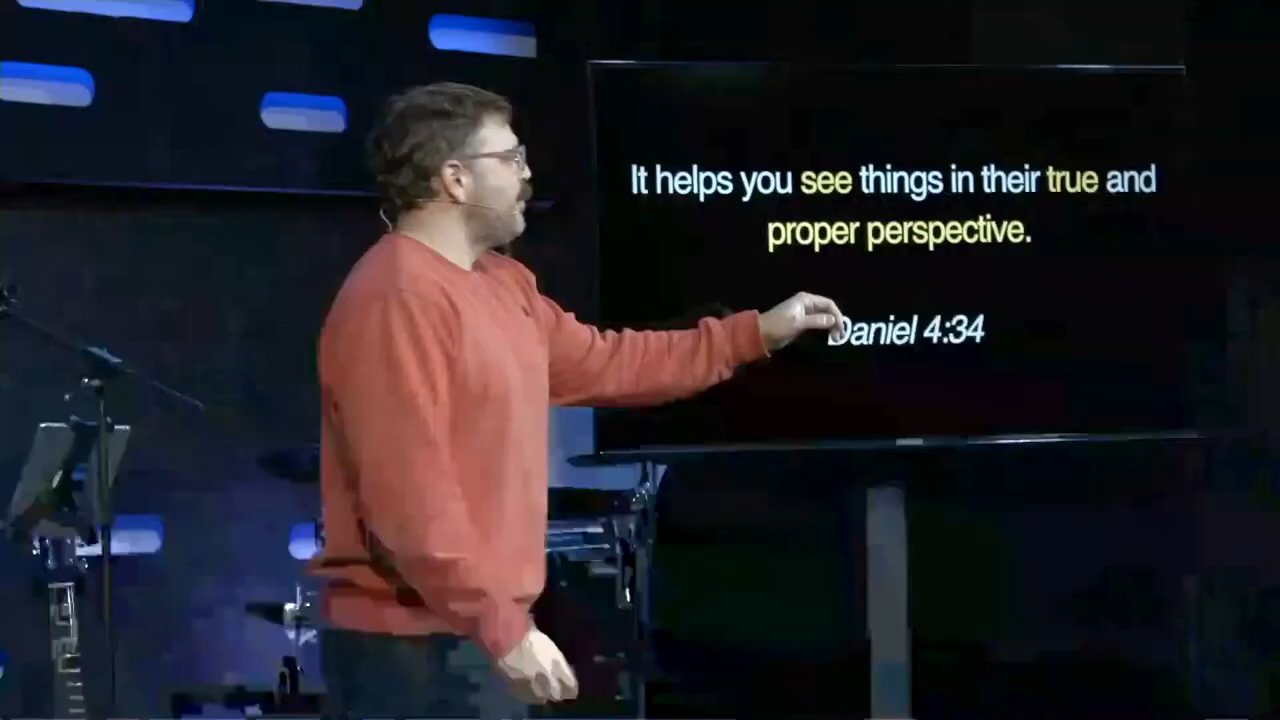 It helps you see things in their true and
proper perspective.
Daniel 4:34